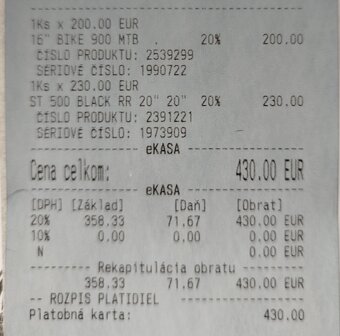 1Ks x 200.00 EUR
16" BIKE 900 MTB . 20% 200.00
ČÍSLO PRODUKTU: 2539299
SÉRIOVÉ ČÍSLO: 1990722
1Ks x 230.00 EUR
ST 500 BLACK RR 20" 20" 20% 230.00
ČÍSLO PRODUKTU: 2391221
SÉRIOVÉ ČÍSLO: 1973909
eKASA
Cena celkom: 430.00 EUR
eKASA
[DPH] [Základ] [Daň] [Obrat]
20% 358.33 71.67 430.00 EUR
10% 0.00 0.00 0.00 EUR
N 0.00 EUR
Rekapitulácia obratu
358.33 71.67 430.00 EUR
-- ROZPIS PLATIDIEL
Platobná karta: 430.00